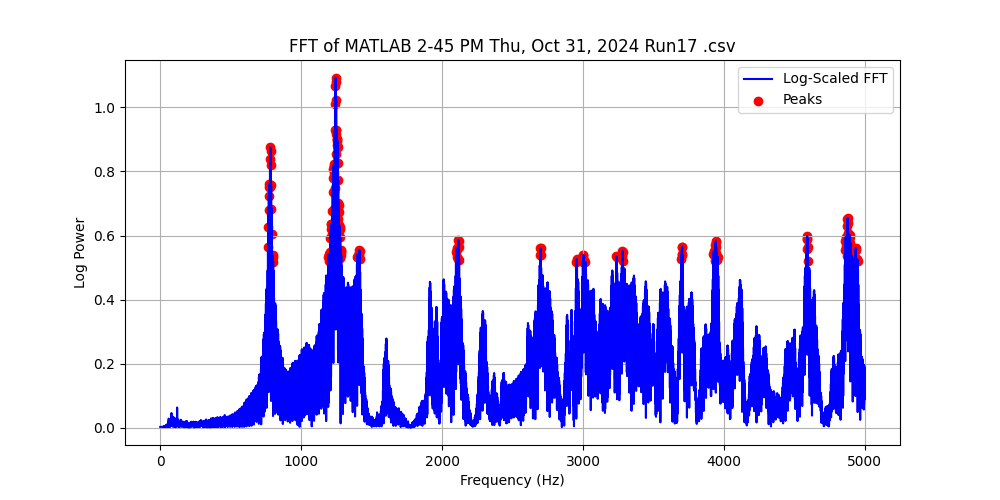 FFT of MATLAB 2-45 PM Thu, Oct 31, 2024 Run17 .csv
Log-Scaled FFT
Peaks
Log Power
1.0
0.8
0.6
0.4
0.2
0.0
0 1000 2000 3000 4000 5000
Frequency (Hz)